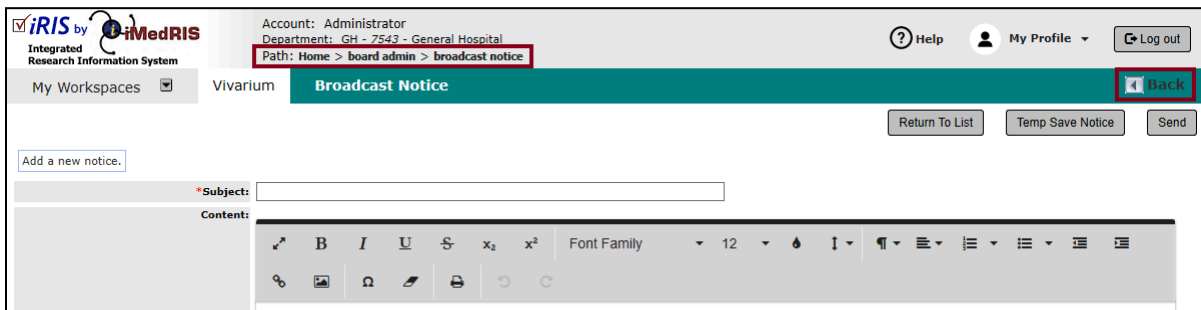 iRIS by iMedRIS
Integrated
Research Information System
Account: Administrator
Department: GH - 7543 - General Hospital
Path: Home > board admin > broadcast notice
? Help
My Profile
Log out
My Workspaces
Vivarium
Broadcast Notice
Back
Return To List
Temp Save Notice
Send
Add a new notice.
*Subject:
Content:
B I U S x₂ x² Font Family 12 ¶
Ω